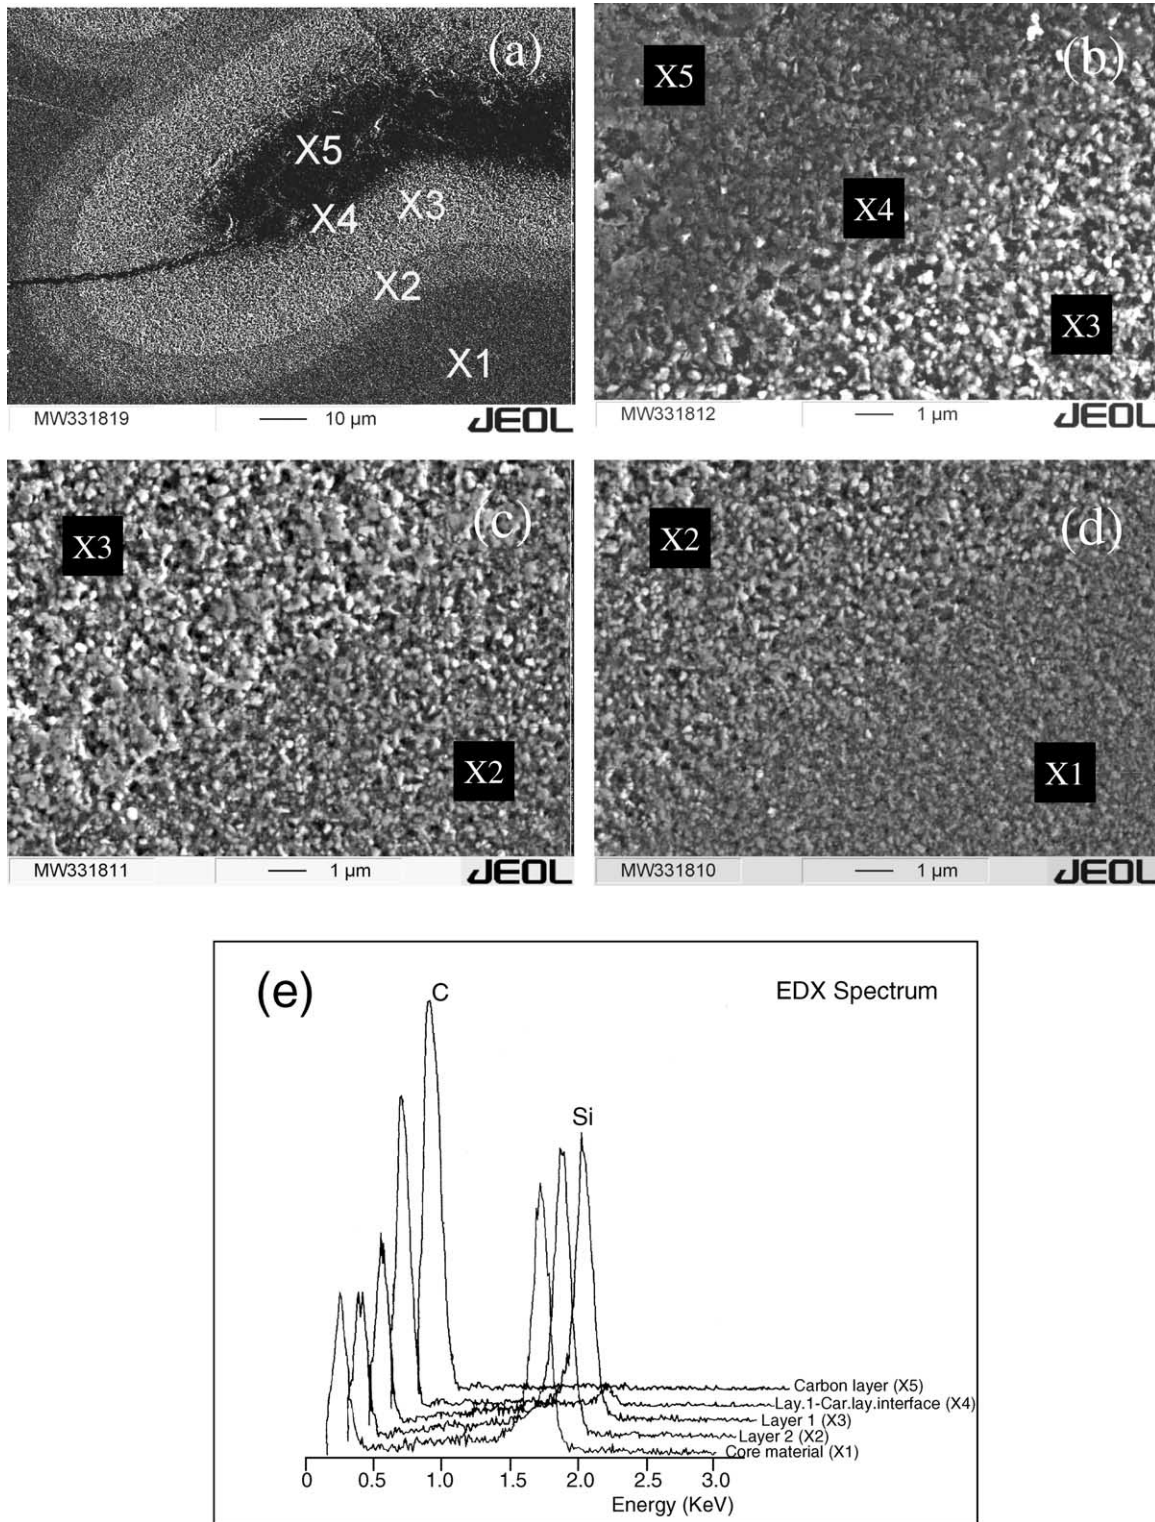 (a)
X5
X4
X3
X2
X1
MW331819
10 µm
JEOL
(b)
X5
X4
X3
MW331812
1 µm
JEOL
(c)
X3
X2
MW331811
1 µm
JEOL
(d)
X2
X1
MW331810
1 µm
JEOL
(e)
EDX Spectrum
C
Si
Carbon layer (X5)
Lay.1-Car.lay.interface (X4)
Layer 1 (X3)
Layer 2 (X2)
Core material (X1)
0 0.5 1.0 1.5 2.0 2.5 3.0
Energy (KeV)